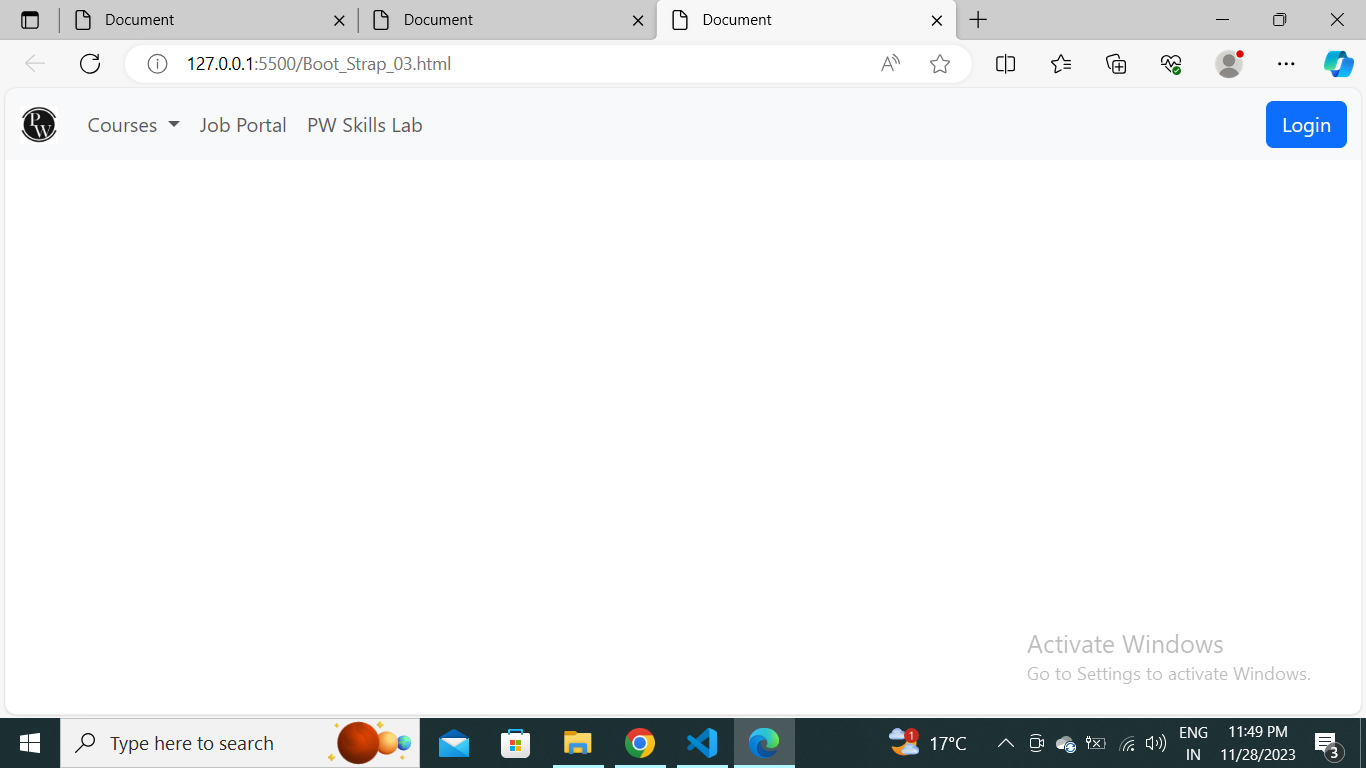 Document
Document
Document
127.0.0.1:5500/Boot_Strap_03.html
PW
Courses
Job Portal
PW Skills Lab
Login
Activate Windows
Go to Settings to activate Windows.
Type here to search
1
17°C
ENG
IN
11:49 PM
11/28/2023
3